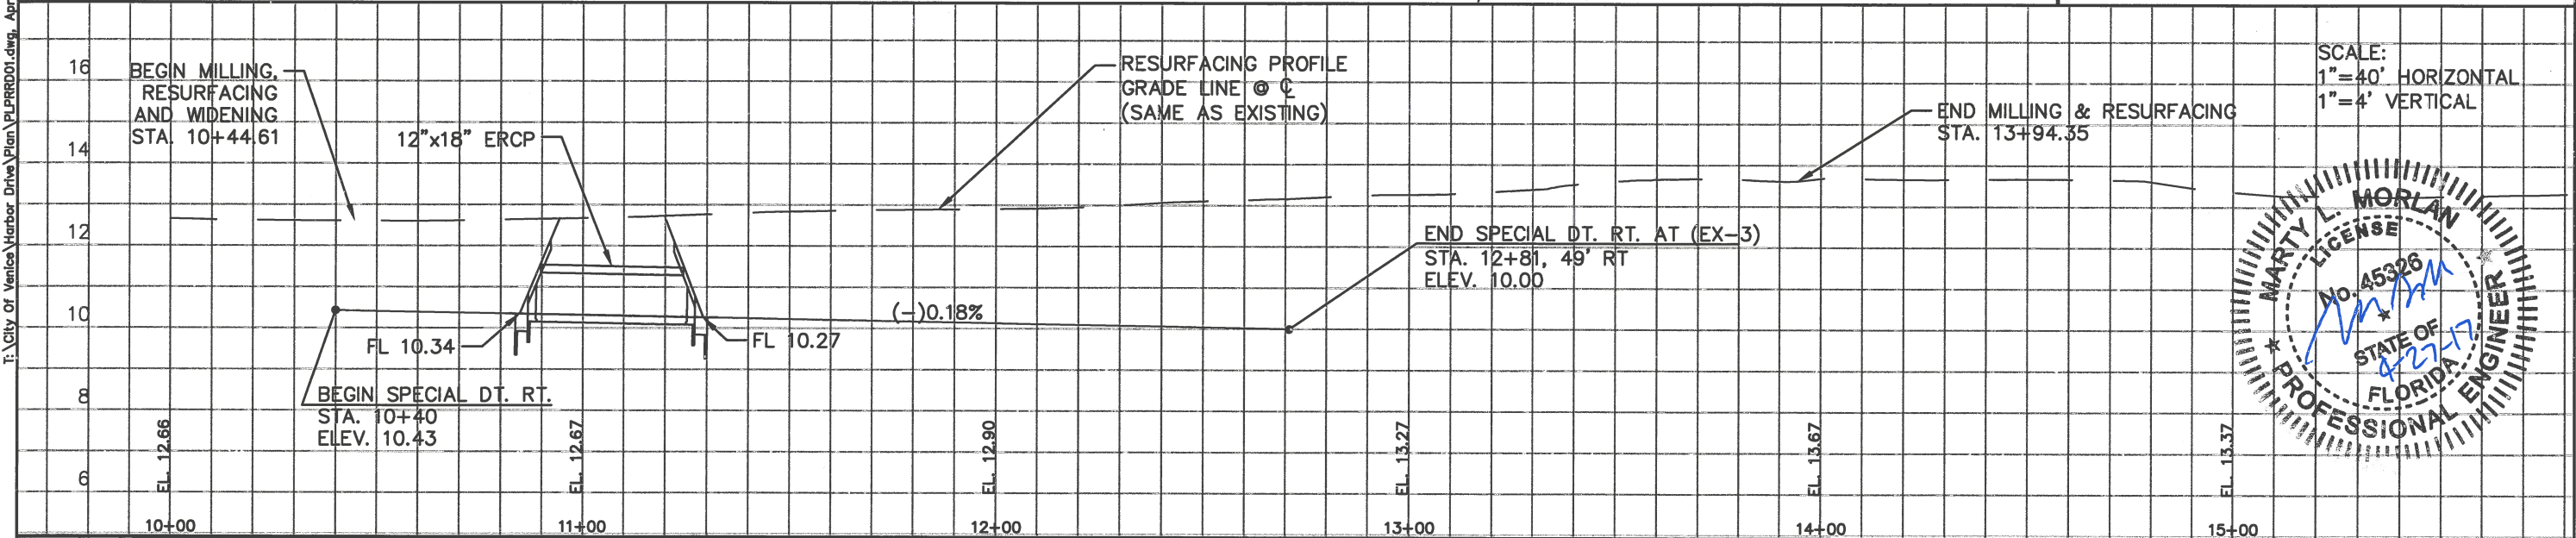 T:\City Of Venice\Harbor Drive\Plan\PLPRRD01.dwg, Apr
16
14
12
10
8
6
BEGIN MILLING,
RESURFACING
AND WIDENING
STA. 10+44.61
12"x18" ERCP
RESURFACING PROFILE
GRADE LINE @ ℄
(SAME AS EXISTING)
END MILLING & RESURFACING
STA. 13+94.35
SCALE:
1"=40' HORIZONTAL
1"=4' VERTICAL
END SPECIAL DT. RT. AT (EX-3)
STA. 12+81, 49' RT
ELEV. 10.00
(-)0.18%
FL 10.34
FL 10.27
BEGIN SPECIAL DT. RT.
STA. 10+40
ELEV. 10.43
EL. 12.66
EL. 12.67
EL. 12.90
EL. 13.27
EL. 13.67
EL. 13.37
10+00
11+00
12+00
13+00
14+00
15+00
MARTY L. MORLAN
LICENSE
No. 45326
STATE OF
4-27-17
FLORIDA
PROFESSIONAL ENGINEER